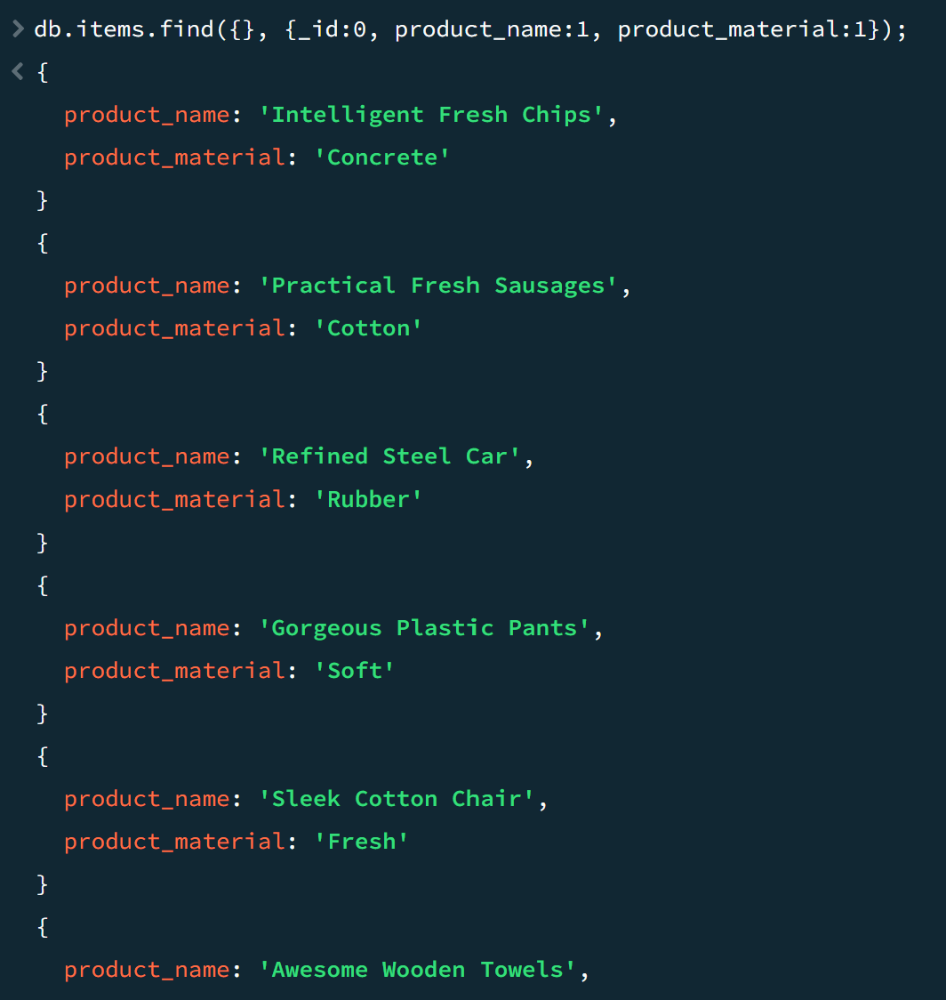 > db.items.find({}, {_id:0, product_name:1, product_material:1});
< {
product_name: 'Intelligent Fresh Chips',
product_material: 'Concrete'
}
{
product_name: 'Practical Fresh Sausages',
product_material: 'Cotton'
}
{
product_name: 'Refined Steel Car',
product_material: 'Rubber'
}
{
product_name: 'Gorgeous Plastic Pants',
product_material: 'Soft'
}
{
product_name: 'Sleek Cotton Chair',
product_material: 'Fresh'
}
{
product_name: 'Awesome Wooden Towels',